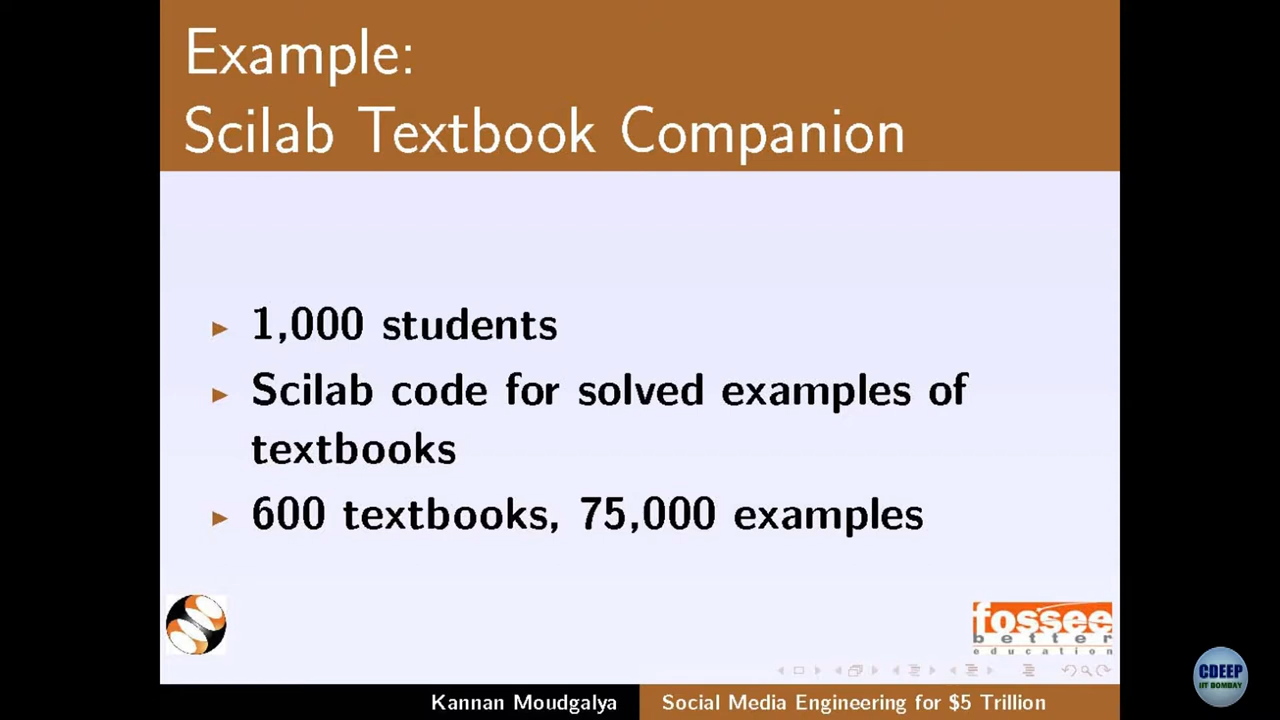 Example:
Scilab Textbook Companion
1,000 students
Scilab code for solved examples of
textbooks
600 textbooks, 75,000 examples
fossee
better
education
CDEEP
IIT BOMBAY
Kannan Moudgalya
Social Media Engineering for $5 Trillion